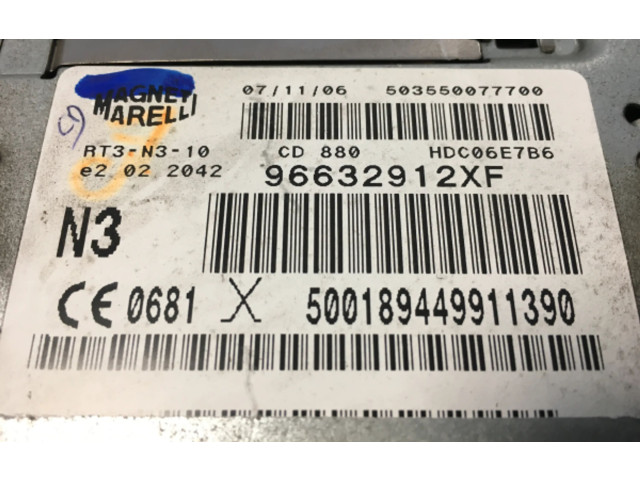 MAGNETI
MARELLI
07/11/06 503550077700
RT3-N3-10 CD 880 HDC06E7B6
e2 02 2042 96632912XF
N3
CE 0681 500189449911390